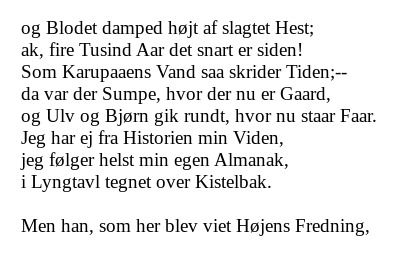 og Blodet damped højt af slagtet Hest;
ak, fire Tusind Aar det snart er siden!
Som Karupaaens Vand saa skrider Tiden;--
da var der Sumpe, hvor der nu er Gaard,
og Ulv og Bjørn gik rundt, hvor nu staar Faar.
Jeg har ej fra Historien min Viden,
jeg følger helst min egen Almanak,
i Lyngtavl tegnet over Kistelbak.
Men han, som her blev viet Højens Fredning,